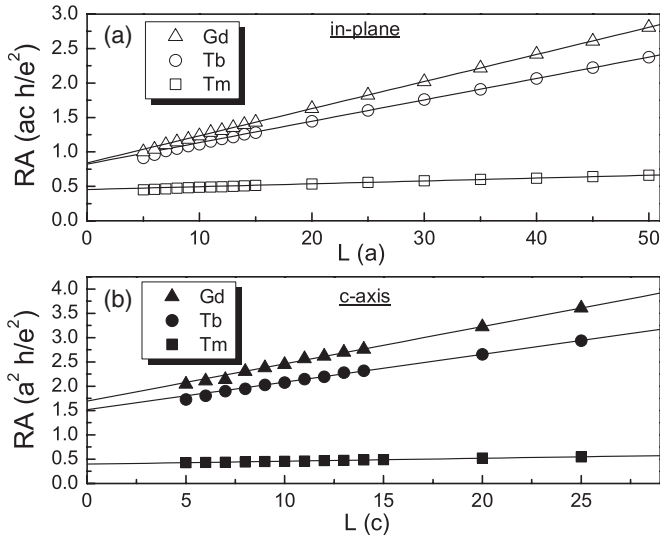 (a)
in-plane
Gd
Tb
Tm
RA (ac h/e²)
3.0
2.5
2.0
1.5
1.0
0.5
0.0
0 10 20 30 40 50
L (a)
(b)
c-axis
Gd
Tb
Tm
RA (a² h/e²)
4.0
3.5
3.0
2.5
2.0
1.5
1.0
0.5
0.0
0 5 10 15 20 25
L (c)